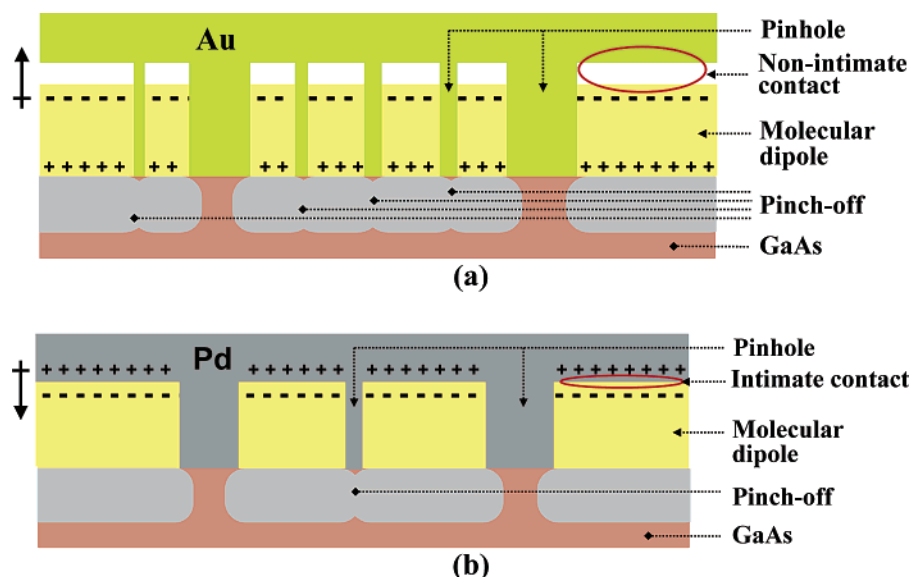 Au
Pinhole
Non-intimate
contact
Molecular
dipole
Pinch-off
GaAs
(a)
Pd
Pinhole
Intimate contact
Molecular
dipole
Pinch-off
GaAs
(b)